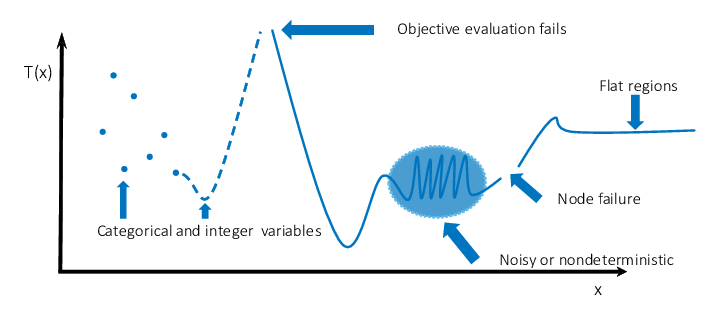 Objective evaluation fails
T(x)
Flat regions
Node failure
Categorical and integer variables
Noisy or nondeterministic
x